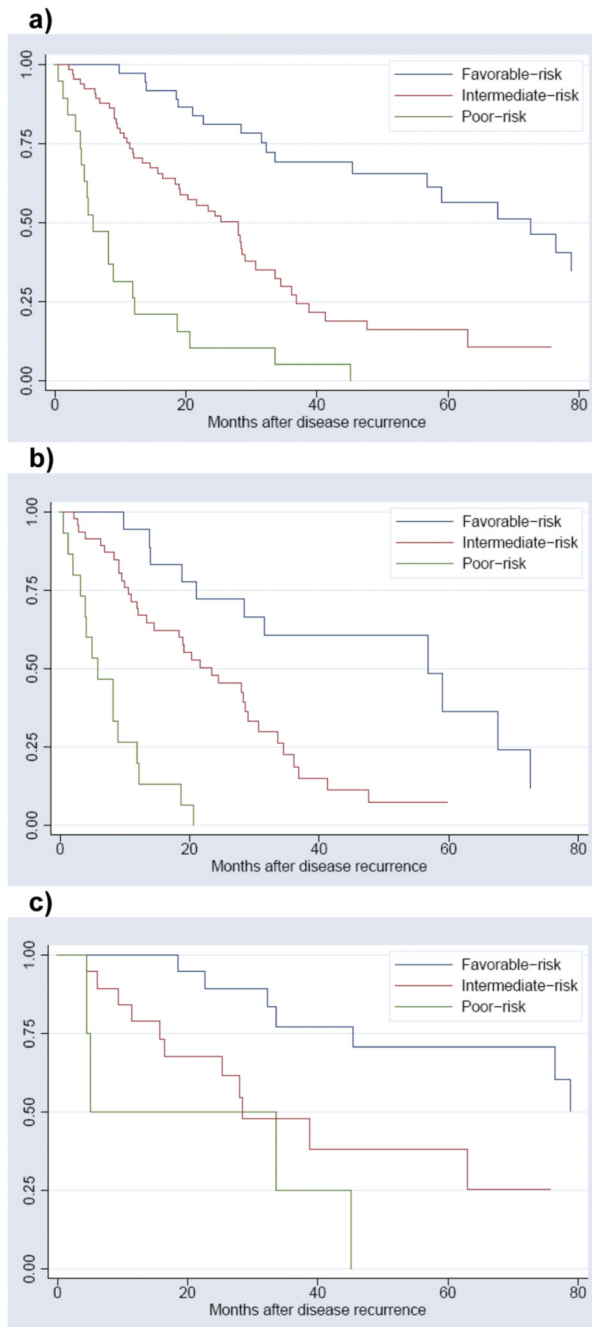 a)
1.00
0.75
0.50
0.25
0.00
Favorable−risk
Intermediate−risk
Poor−risk
0 20 40 60 80
Months after disease recurrence
b)
1.00
0.75
0.50
0.25
0.00
Favorable−risk
Intermediate−risk
Poor−risk
0 20 40 60 80
Months after disease recurrence
c)
1.00
0.75
0.50
0.25
0.00
Favorable−risk
Intermediate−risk
Poor−risk
0 20 40 60 80
Months after disease recurrence